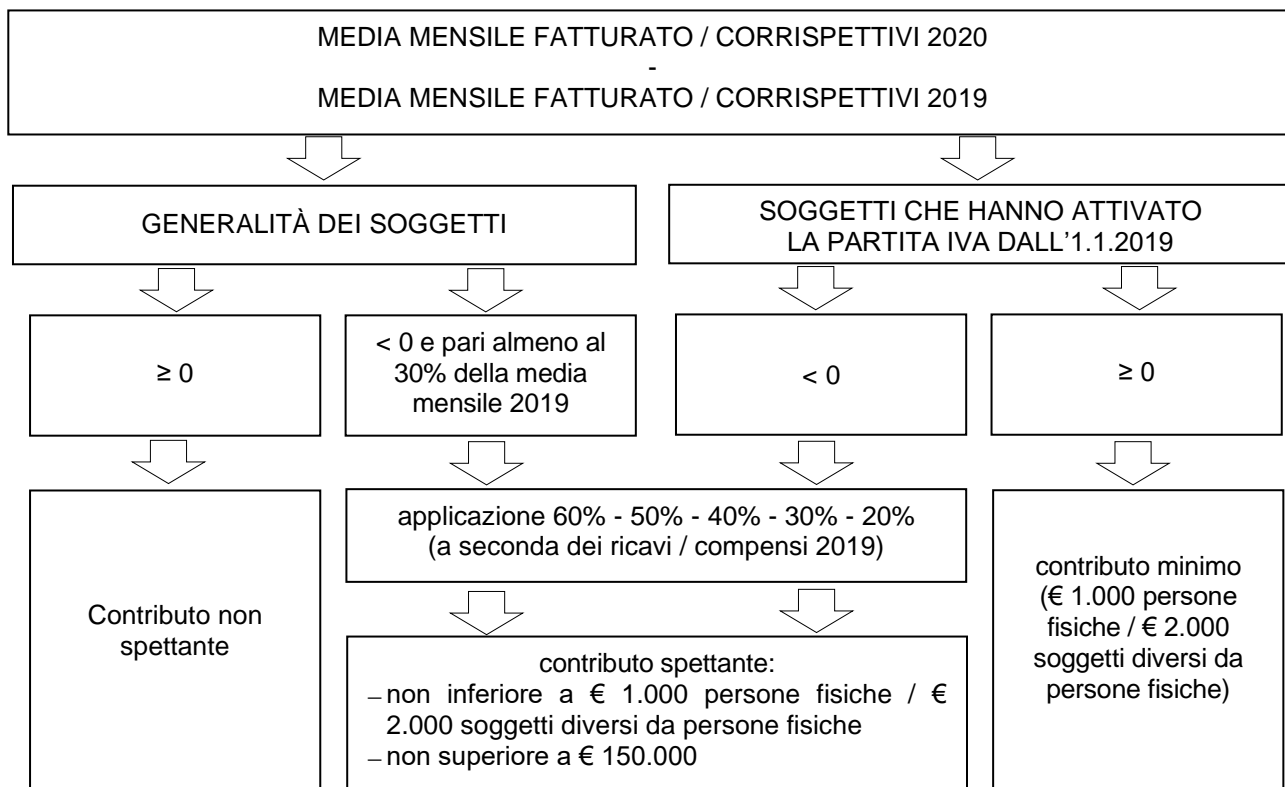 MEDIA MENSILE FATTURATO / CORRISPETTIVI 2020
-
MEDIA MENSILE FATTURATO / CORRISPETTIVI 2019
GENERALITÀ DEI SOGGETTI
SOGGETTI CHE HANNO ATTIVATO
LA PARTITA IVA DALL'1.1.2019
≥ 0
< 0 e pari almeno al
30% della media
mensile 2019
< 0
≥ 0
Contributo non
spettante
applicazione 60% - 50% - 40% - 30% - 20%
(a seconda dei ricavi / compensi 2019)
contributo spettante:
– non inferiore a € 1.000 persone fisiche / €
2.000 soggetti diversi da persone fisiche
– non superiore a € 150.000
contributo minimo
(€ 1.000 persone
fisiche / € 2.000
soggetti diversi da
persone fisiche)